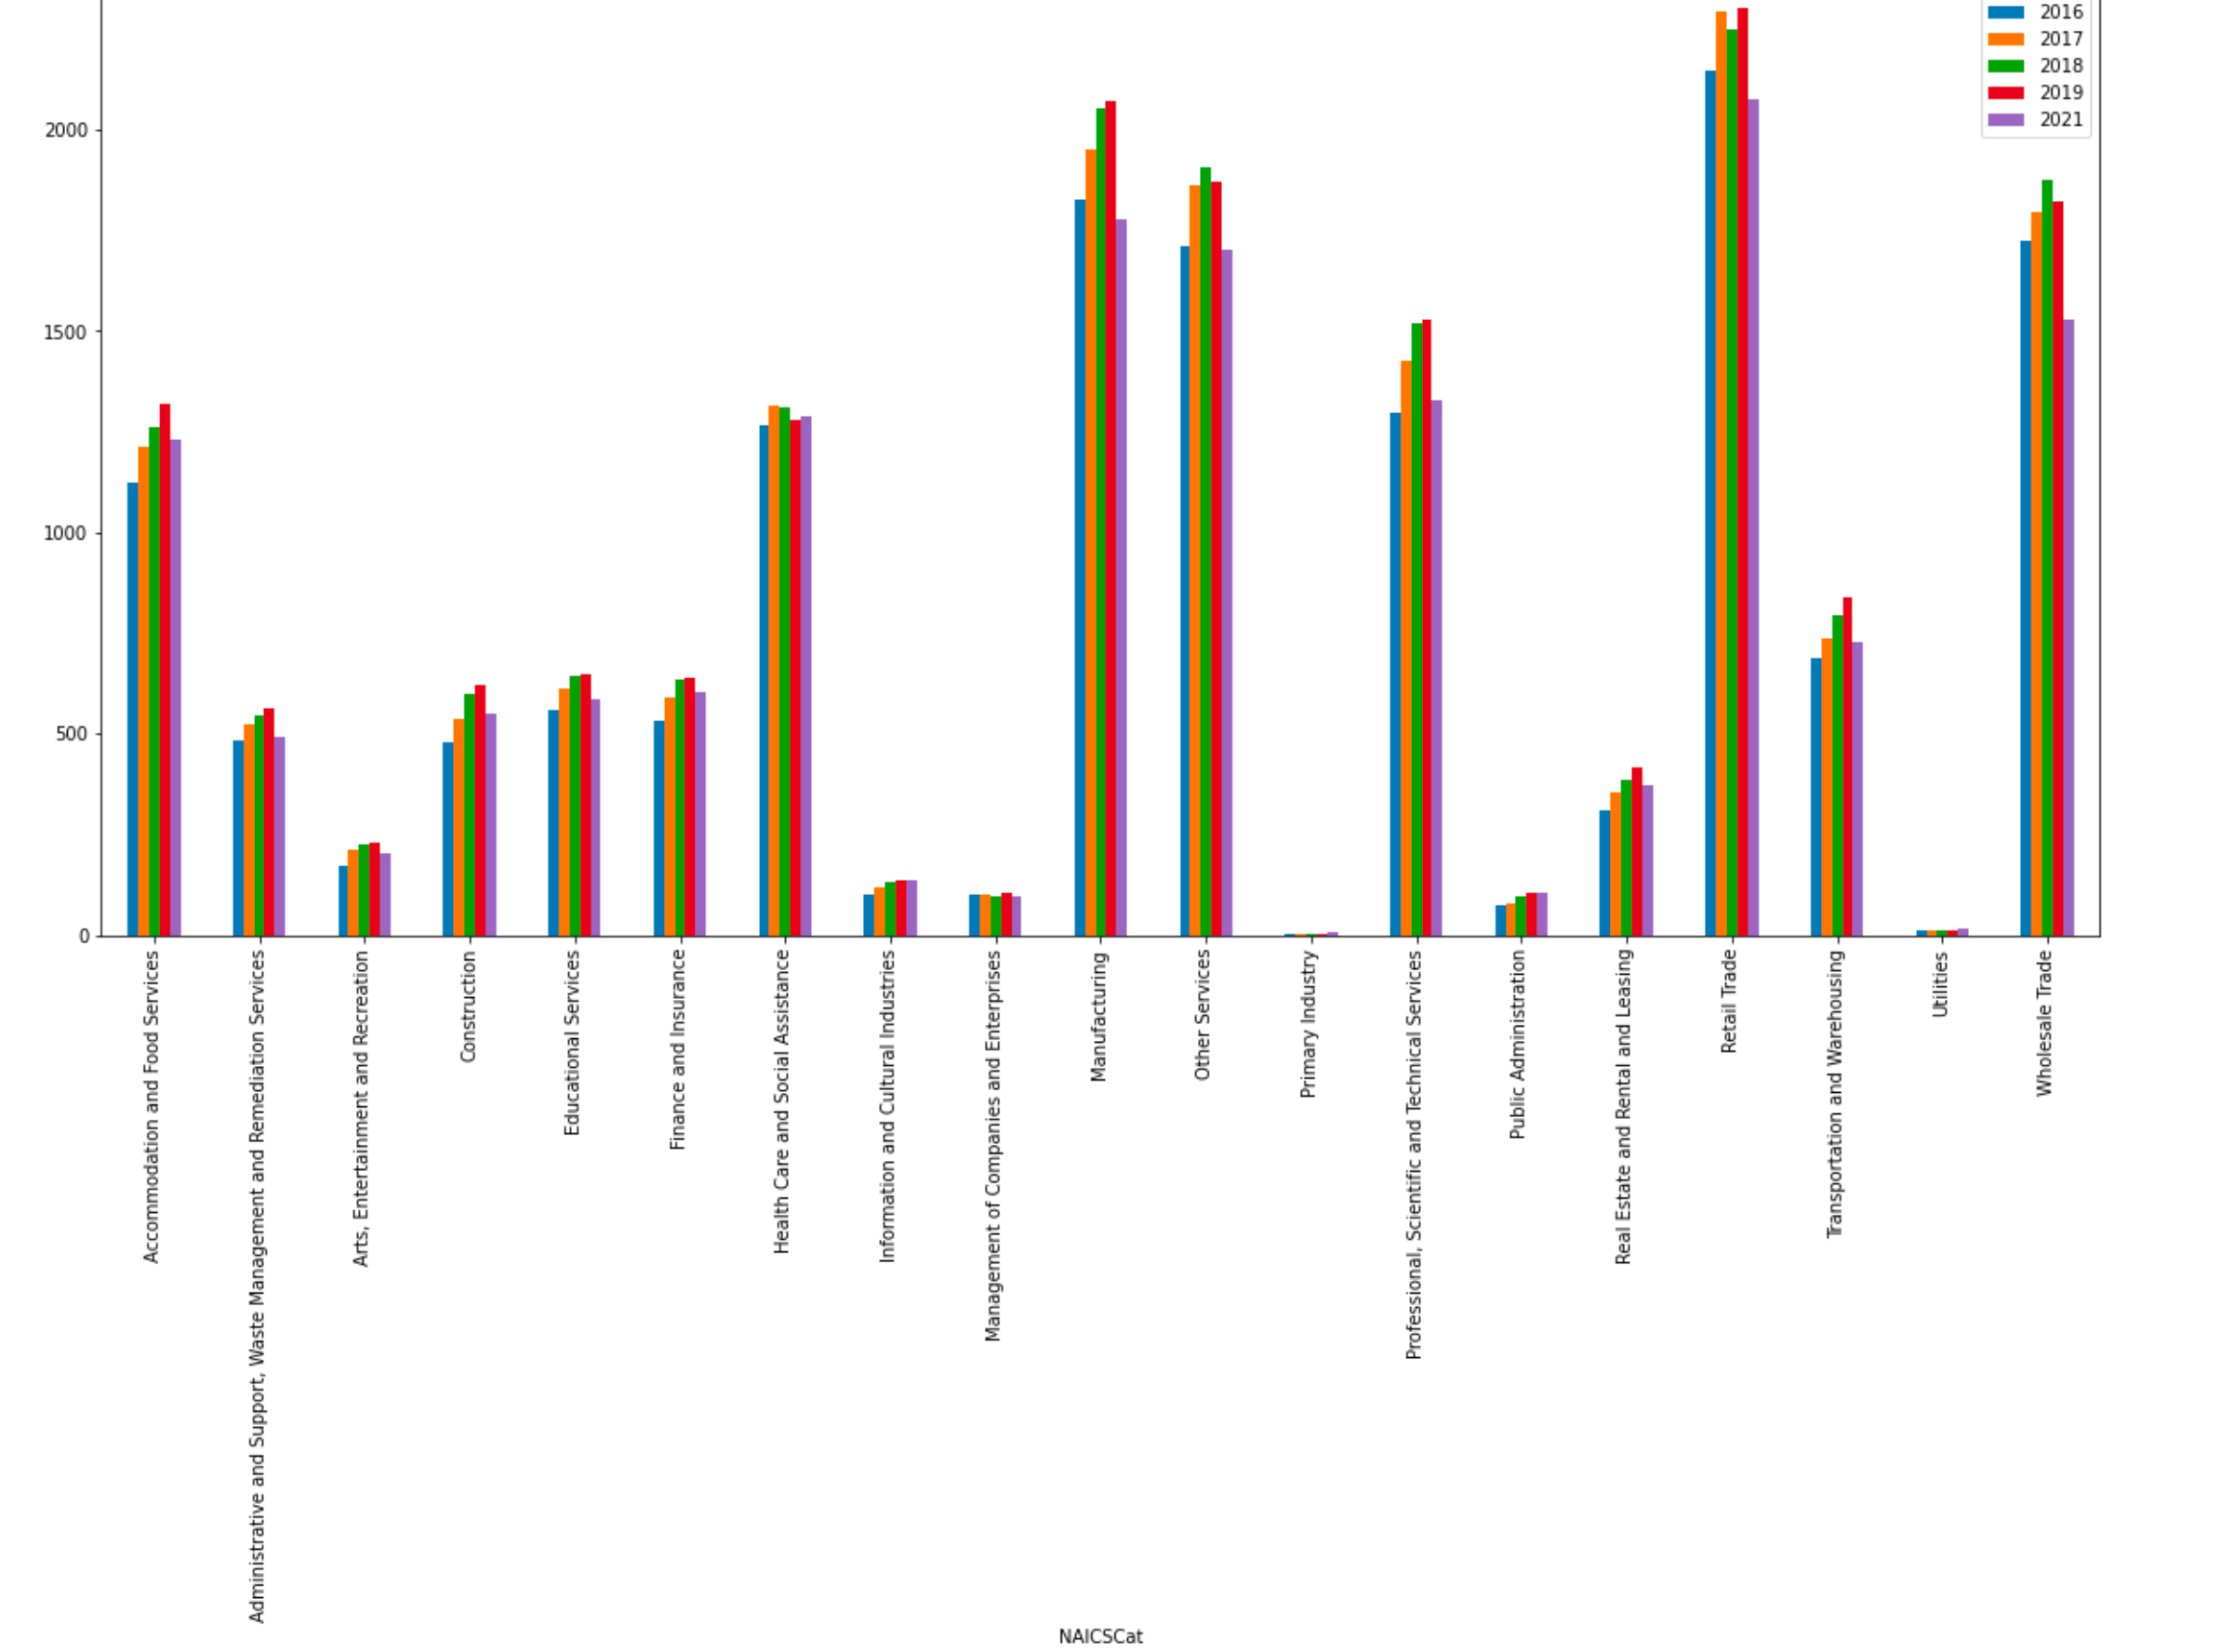 2016
2017
2018
2019
2021
2000
1500
1000
500
0
Accommodation and Food Services
Administrative and Support, Waste Management and Remediation Services
Arts, Entertainment and Recreation
Construction
Educational Services
Finance and Insurance
Health Care and Social Assistance
Information and Cultural Industries
Management of Companies and Enterprises
Manufacturing
Other Services
Primary Industry
Professional, Scientific and Technical Services
Public Administration
Real Estate and Rental and Leasing
Retail Trade
Transportation and Warehousing
Utilities
Wholesale Trade
NAICSCat